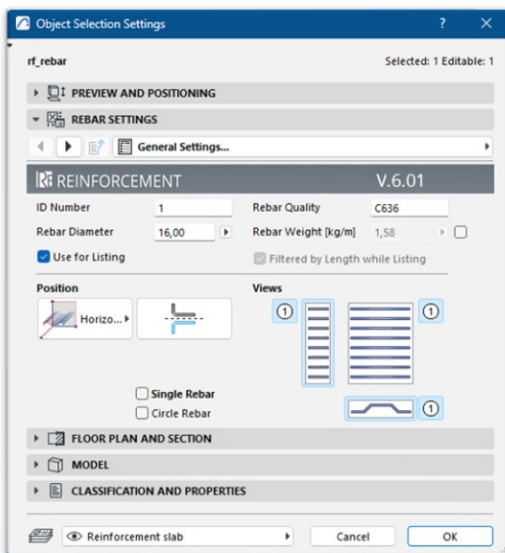 Object Selection Settings ?
rf_rebar Selected: 1 Editable: 1
PREVIEW AND POSITIONING
REBAR SETTINGS
General Settings...
REINFORCEMENT V.6.01
ID Number 1 Rebar Quality C636
Rebar Diameter 16,00 Rebar Weight [kg/m] 1,58
Use for Listing Filtered by Length while Listing
Position Views
Horizo...
1 1
Single Rebar
Circle Rebar 1
FLOOR PLAN AND SECTION
MODEL
CLASSIFICATION AND PROPERTIES
Reinforcement slab Cancel OK